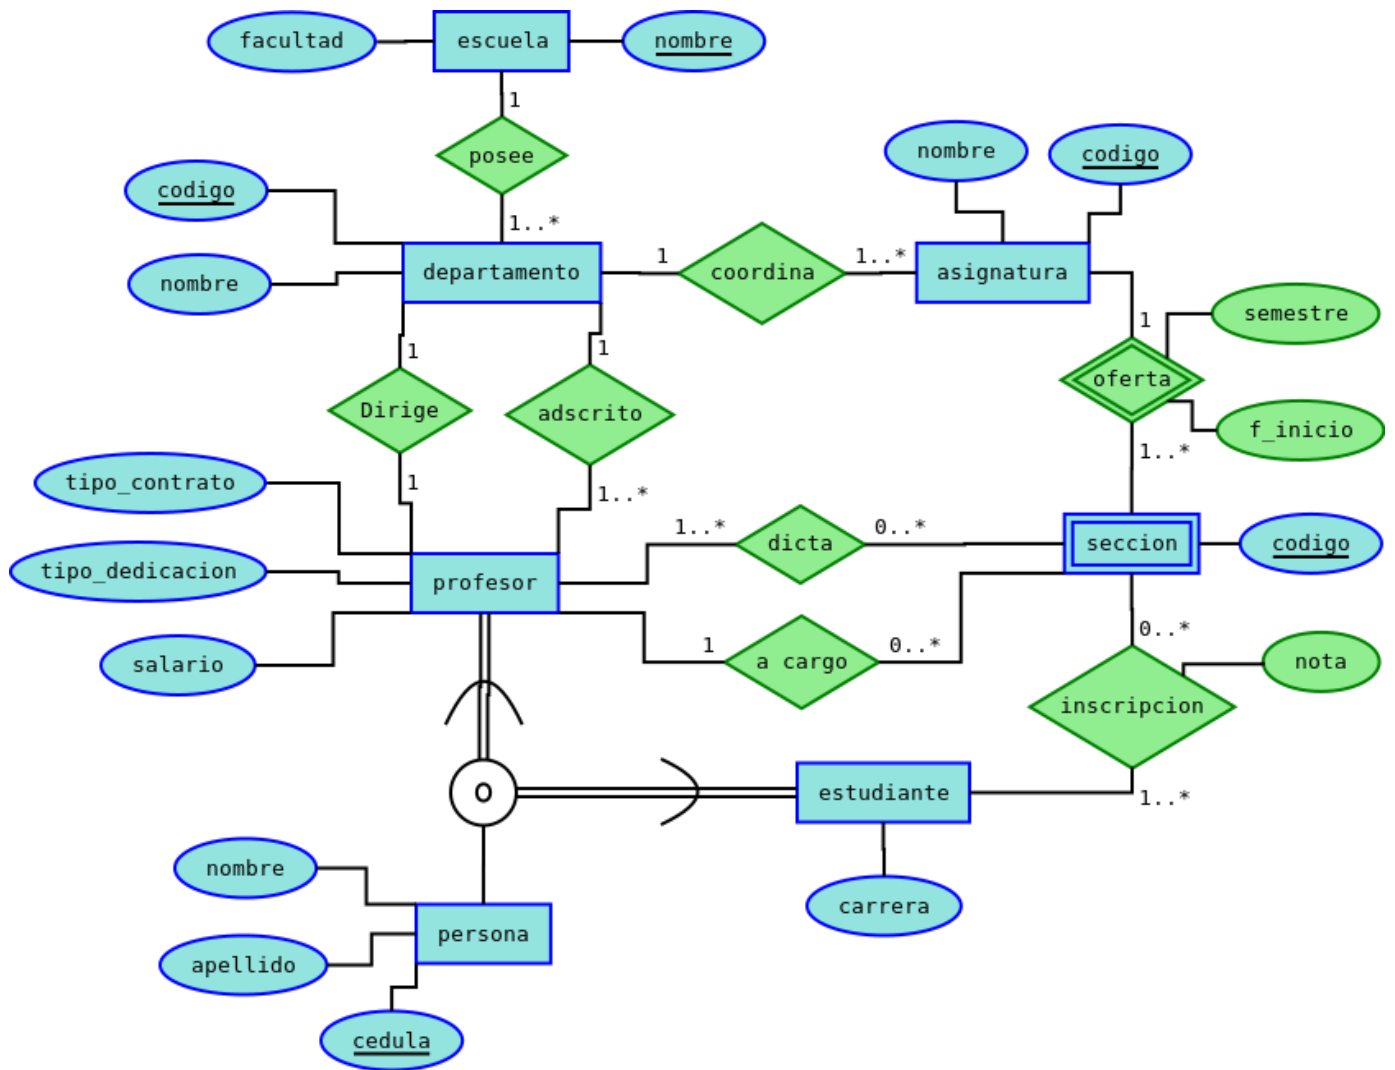 facultad
escuela
nombre
1
posee
1..*
nombre
codigo
codigo
departamento
1
coordina
1..*
asignatura
nombre
semestre
1
1
1
oferta
Dirige
adscrito
f_inicio
1..*
tipo_contrato
1
1..*
1..*
dicta
0..*
seccion
codigo
tipo_dedicacion
profesor
0..*
salario
1
a cargo
0..*
nota
inscripcion
O
estudiante
1..*
nombre
carrera
persona
apellido
cedula